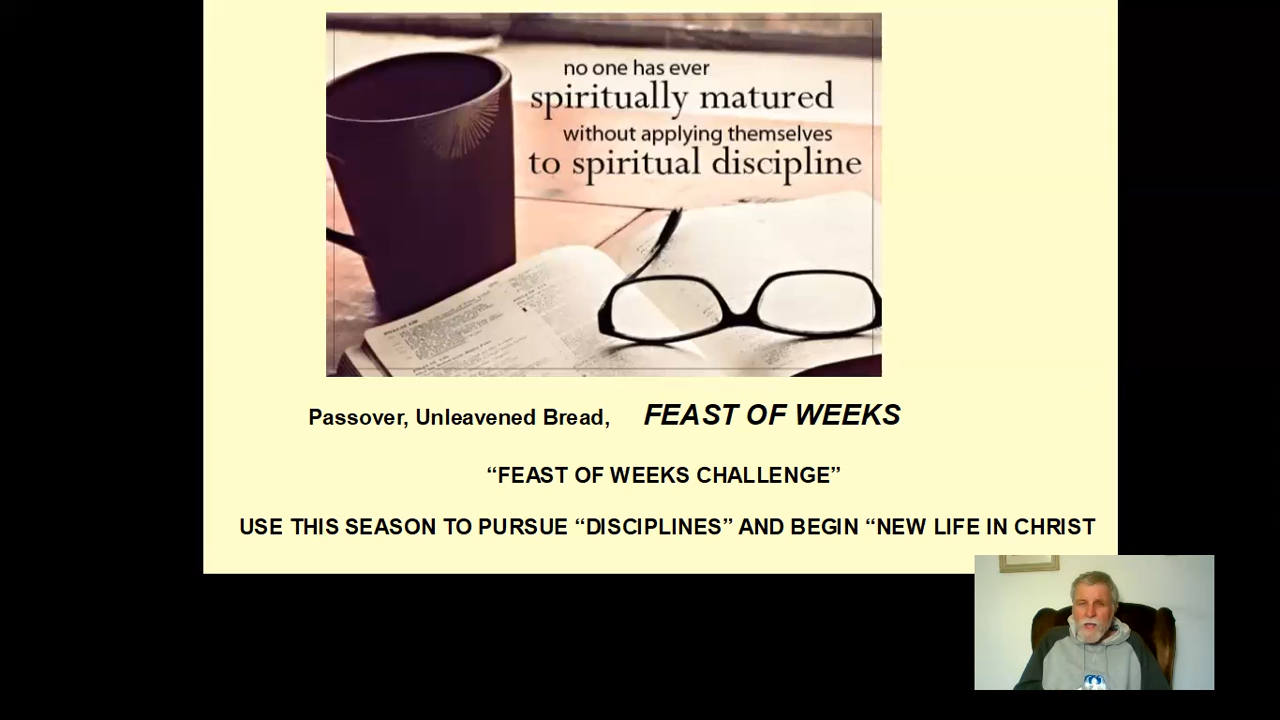 no one has ever
spiritually matured
without applying themselves
to spiritual discipline
Passover, Unleavened Bread, FEAST OF WEEKS
“FEAST OF WEEKS CHALLENGE”
USE THIS SEASON TO PURSUE “DISCIPLINES” AND BEGIN “NEW LIFE IN CHRIST